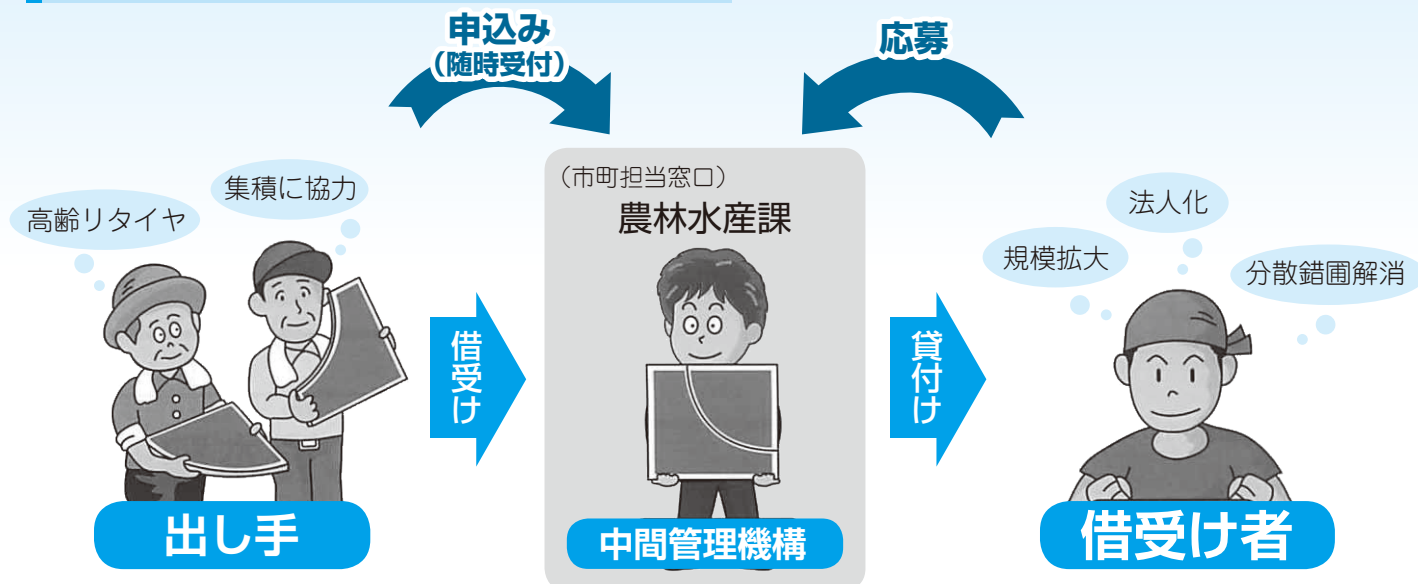 申込み
（随時受付）
応募
高齢リタイヤ
集積に協力
（市町担当窓口）
農林水産課
法人化
規模拡大
分散錯圃解消
借受け
貸付け
出し手
中間管理機構
借受け者